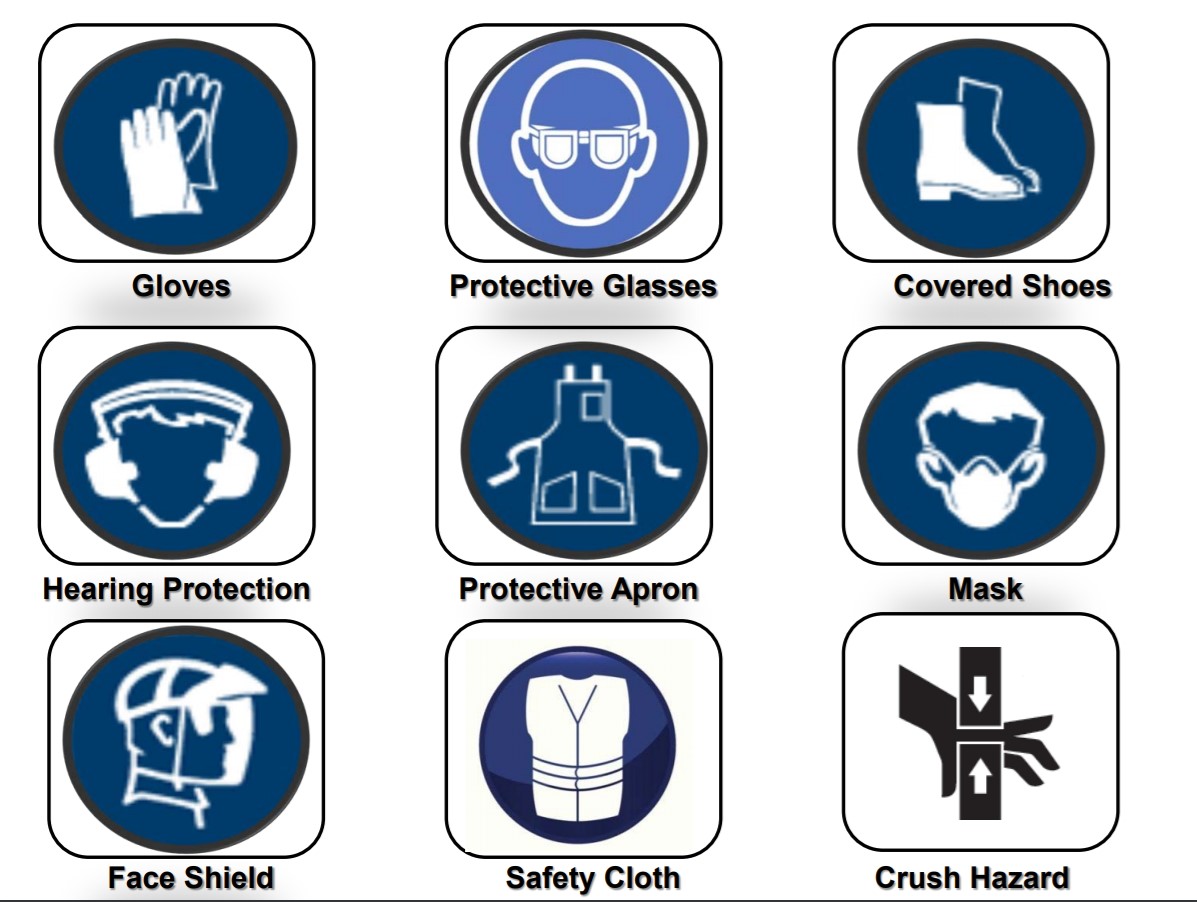 Gloves
Protective Glasses
Covered Shoes
Hearing Protection
Protective Apron
Mask
Face Shield
Safety Cloth
Crush Hazard